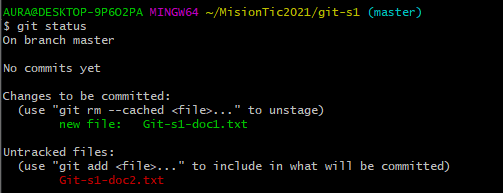 AURA@DESKTOP-9P6O2PA MINGW64 ~/MisionTic2021/git-s1 (master)
$ git status
On branch master
No commits yet
Changes to be committed:
(use "git rm --cached <file>..." to unstage)
new file: Git-s1-doc1.txt
Untracked files:
(use "git add <file>..." to include in what will be committed)
Git-s1-doc2.txt